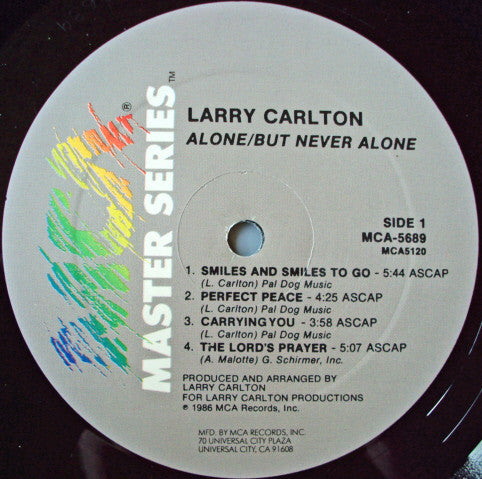 LARRY CARLTON
ALONE/BUT NEVER ALONE
MCA®
MASTER SERIES™
SIDE 1
MCA-5689
MCA5120
1. SMILES AND SMILES TO GO - 5:44 ASCAP
(L. Carlton) Pal Dog Music
2. PERFECT PEACE - 4:25 ASCAP
(L. Carlton) Pal Dog Music
3. CARRYING YOU - 3:58 ASCAP
(L. Carlton) Pal Dog Music
4. THE LORD'S PRAYER - 5:07 ASCAP
(A. Malotte) G. Schirmer, Inc.
PRODUCED AND ARRANGED BY
LARRY CARLTON
FOR LARRY CARLTON PRODUCTIONS
℗ 1986 MCA Records, Inc.
MFD. BY MCA RECORDS, INC.
70 UNIVERSAL CITY PLAZA
UNIVERSAL CITY, CA 91608